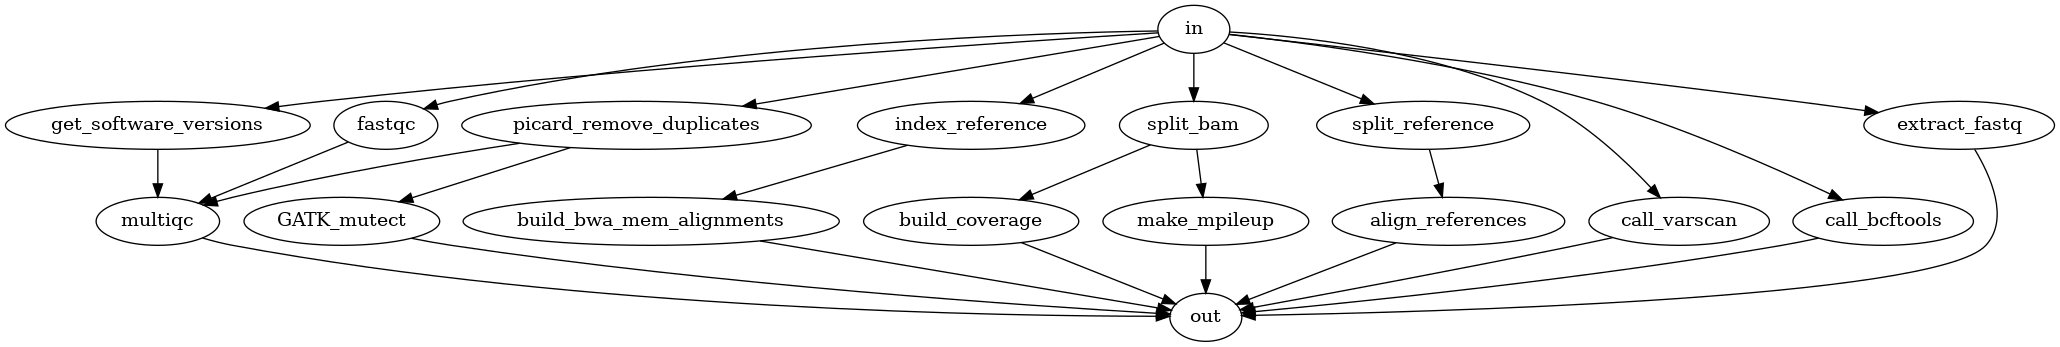 in
get_software_versions
fastqc
picard_remove_duplicates
index_reference
split_bam
split_reference
extract_fastq
multiqc
GATK_mutect
build_bwa_mem_alignments
build_coverage
make_mpileup
align_references
call_varscan
call_bcftools
out